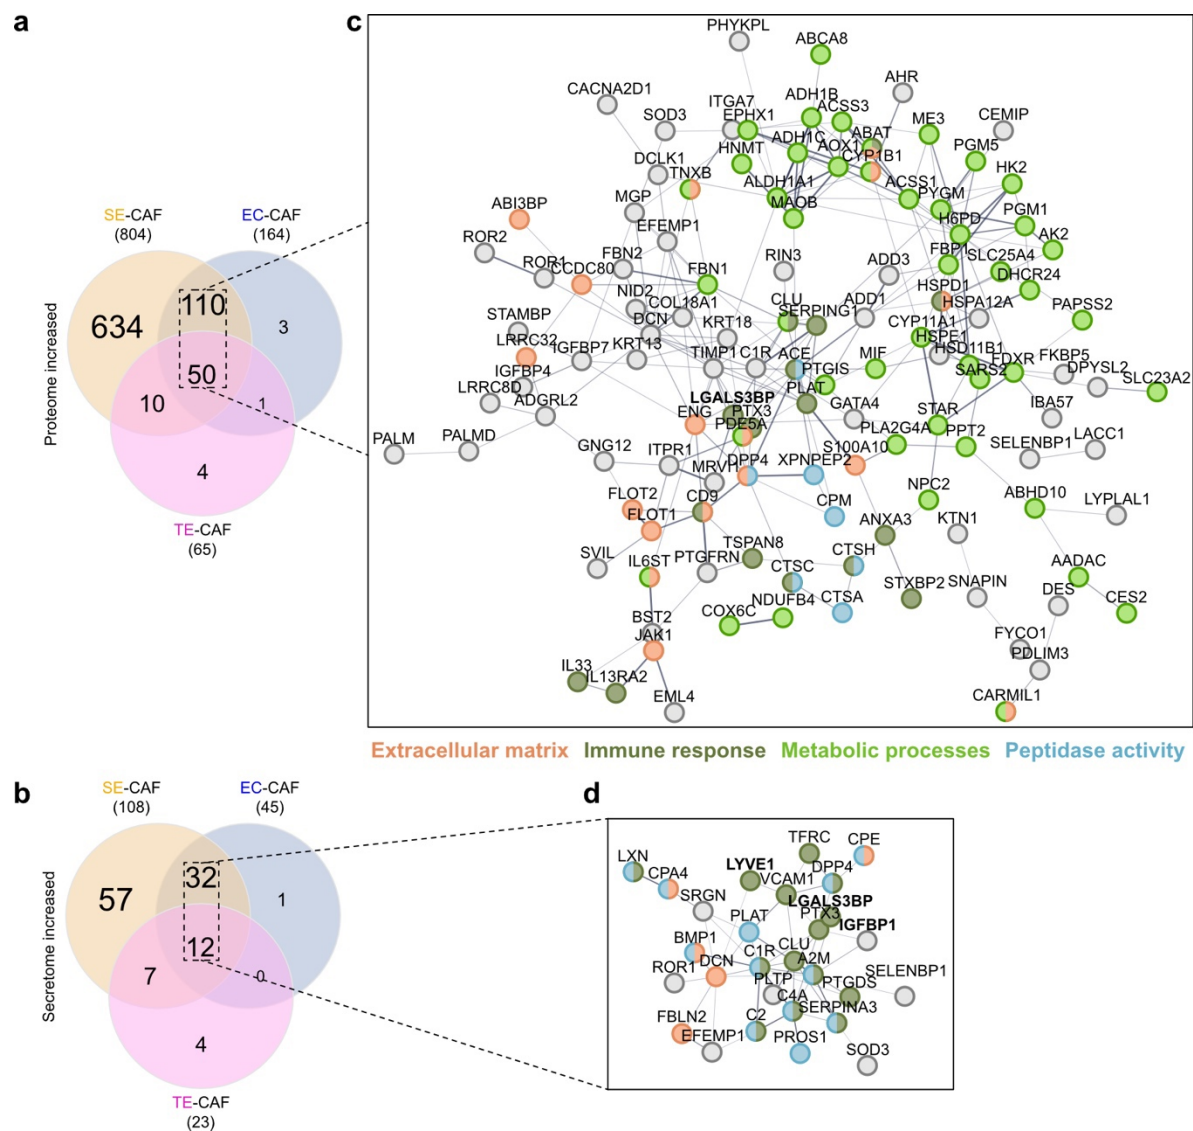 a
SE-CAF
(804)
EC-CAF
(164)
634
110
3
50
10
1
4
TE-CAF
(65)
Proteome increased
c
PHYKPL
ABCA8
CACNA2D1
SOD3
ITGA7
EPHX1
ADH1B
ACSS3
AHR
CEMIP
ADH1C
AOX1
ABAT
ME3
PGM5
HNMT
CYP1B1
HK2
DCLK1
TNXB
ALDH1A1
ACSS1
PYGM
MAOB
H6PD
PGM1
ABI3BP
MGP
EFEMP1
AK2
ROR2
ROR1
FBN2
RIN3
ADD3
FBP1
SLC25A4
CCDC80
FBN1
HSPD1
DHCR24
NID2
COL18A1
CLU
ADD1
HSPA12A
PAPSS2
STAMBP
DCN
KRT18
SERPING1
CYP11A1
LRRC32
IGFBP7
KRT13
TIMP1
C1R
ACE
HSPE1
HSD11B1
FDXR
FKBP5
IGFBP4
PTGIS
MIF
SARS2
DPYSL2
SLC23A2
LRRC8D
ADGRL2
LGALS3BP
PLAT
PTX3
GATA4
STAR
IBA57
ENG
PDE5A
PLA2G4A
PPT2
PALM
PALMD
GNG12
ITPR1
DPP4
XPNPEP2
S100A10
SELENBP1
LACC1
MRVI1
FLOT2
CD9
CPM
NPC2
ABHD10
LYPLAL1
FLOT1
ANXA3
KTN1
SVIL
IL6ST
PTGFRN
TSPAN8
CTSC
CTSH
AADAC
STXBP2
SNAPIN
DES
CES2
COX6C
NDUFB4
CTSA
BST2
JAK1
FYCO1
PDLIM3
IL33
IL13RA2
EML4
CARMIL1
Extracellular matrix
Immune response
Metabolic processes
Peptidase activity
b
SE-CAF
(108)
EC-CAF
(45)
57
32
1
12
7
0
4
TE-CAF
(23)
Secretome increased
d
TFRC
CPE
LXN
LYVE1
CPA4
VCAM1
DPP4
SRGN
LGALS3BP
PLAT
PTX3
IGFBP1
BMP1
C1R
CLU
A2M
ROR1
DCN
PLTP
PTGDS
SELENBP1
C4A
FBLN2
C2
SERPINA3
EFEMP1
PROS1
SOD3